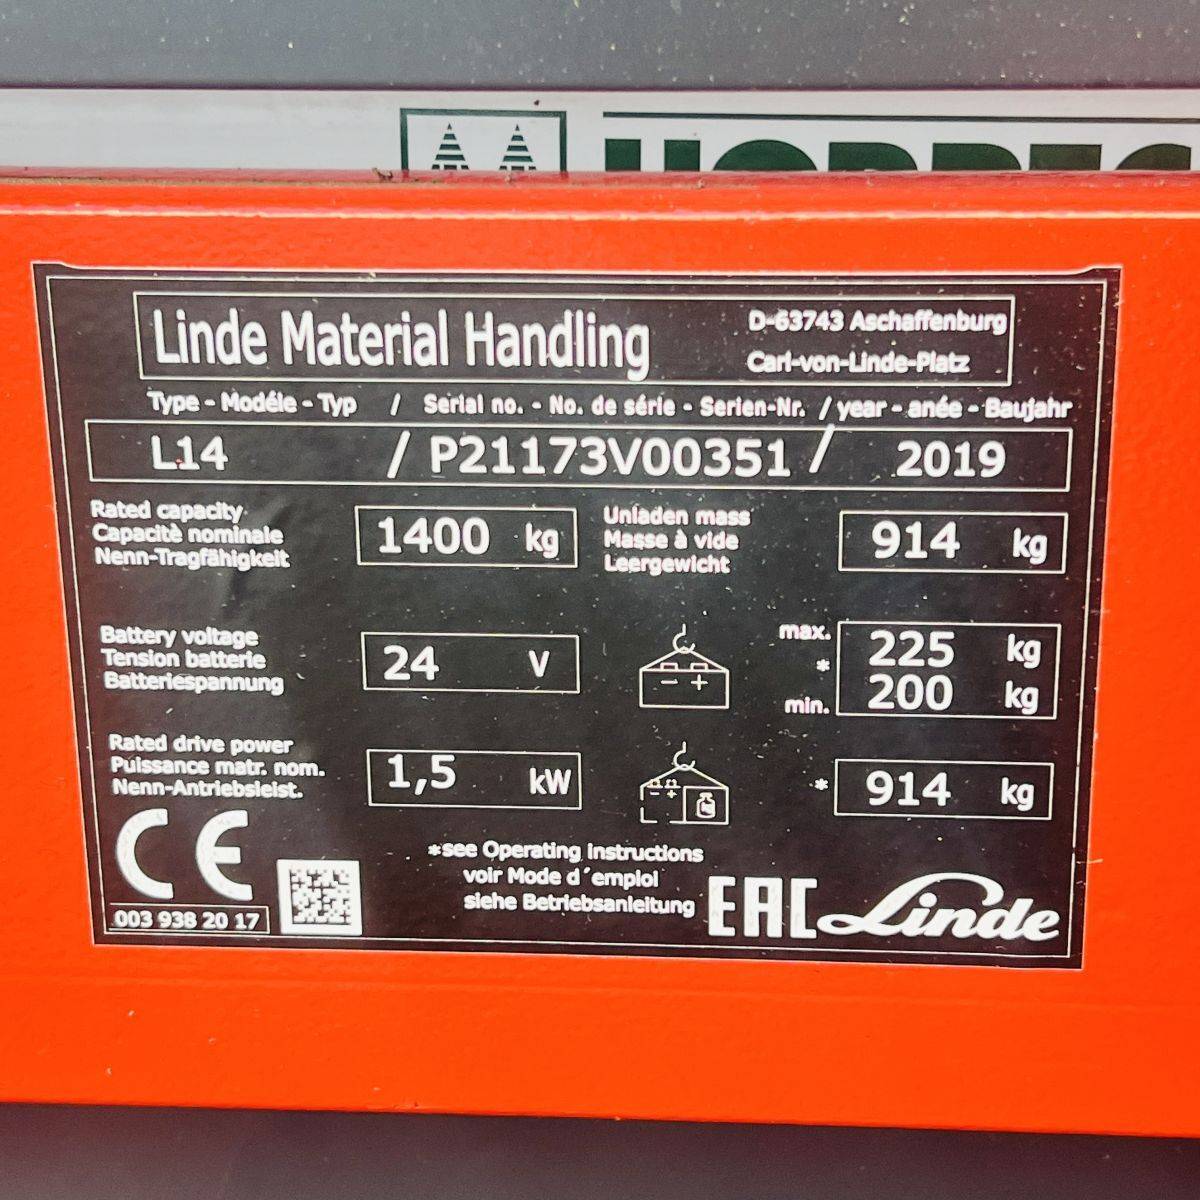 Linde Material Handling
D-63743 Aschaffenburg
Carl-von-Linde-Platz
Type - Modéle - Typ / Serial no. - No. de série - Serien-Nr. / year - anée - Baujahr
L14 / P21173V00351 / 2019
Rated capacity
Capacitè nominale
Nenn-Tragfähigkeit
1400 kg
Unladen mass
Masse à vide
Leergewicht
914 kg
Battery voltage
Tension batterie
Batteriespannung
24 V
- +
max. 225 kg
*
min. 200 kg
Rated drive power
Puissance matr. nom.
Nenn-Antriebsleist.
1,5 kW
- +
kg
* 914 kg
CE
003 938 20 17
*see Operating instructions
voir Mode d´emploi
siehe Betriebsanleitung
EAC
Linde